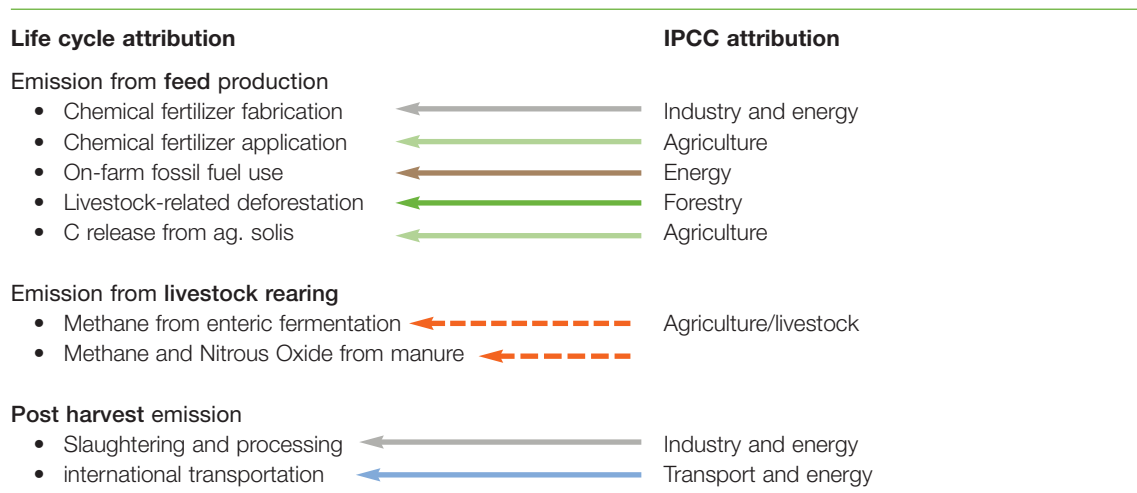 Life cycle attribution IPCC attribution
Emission from feed production
• Chemical fertilizer fabrication Industry and energy
• Chemical fertilizer application Agriculture
• On-farm fossil fuel use Energy
• Livestock-related deforestation Forestry
• C release from ag. solis Agriculture
Emission from livestock rearing
• Methane from enteric fermentation Agriculture/livestock
• Methane and Nitrous Oxide from manure
Post harvest emission
• Slaughtering and processing Industry and energy
• international transportation Transport and energy